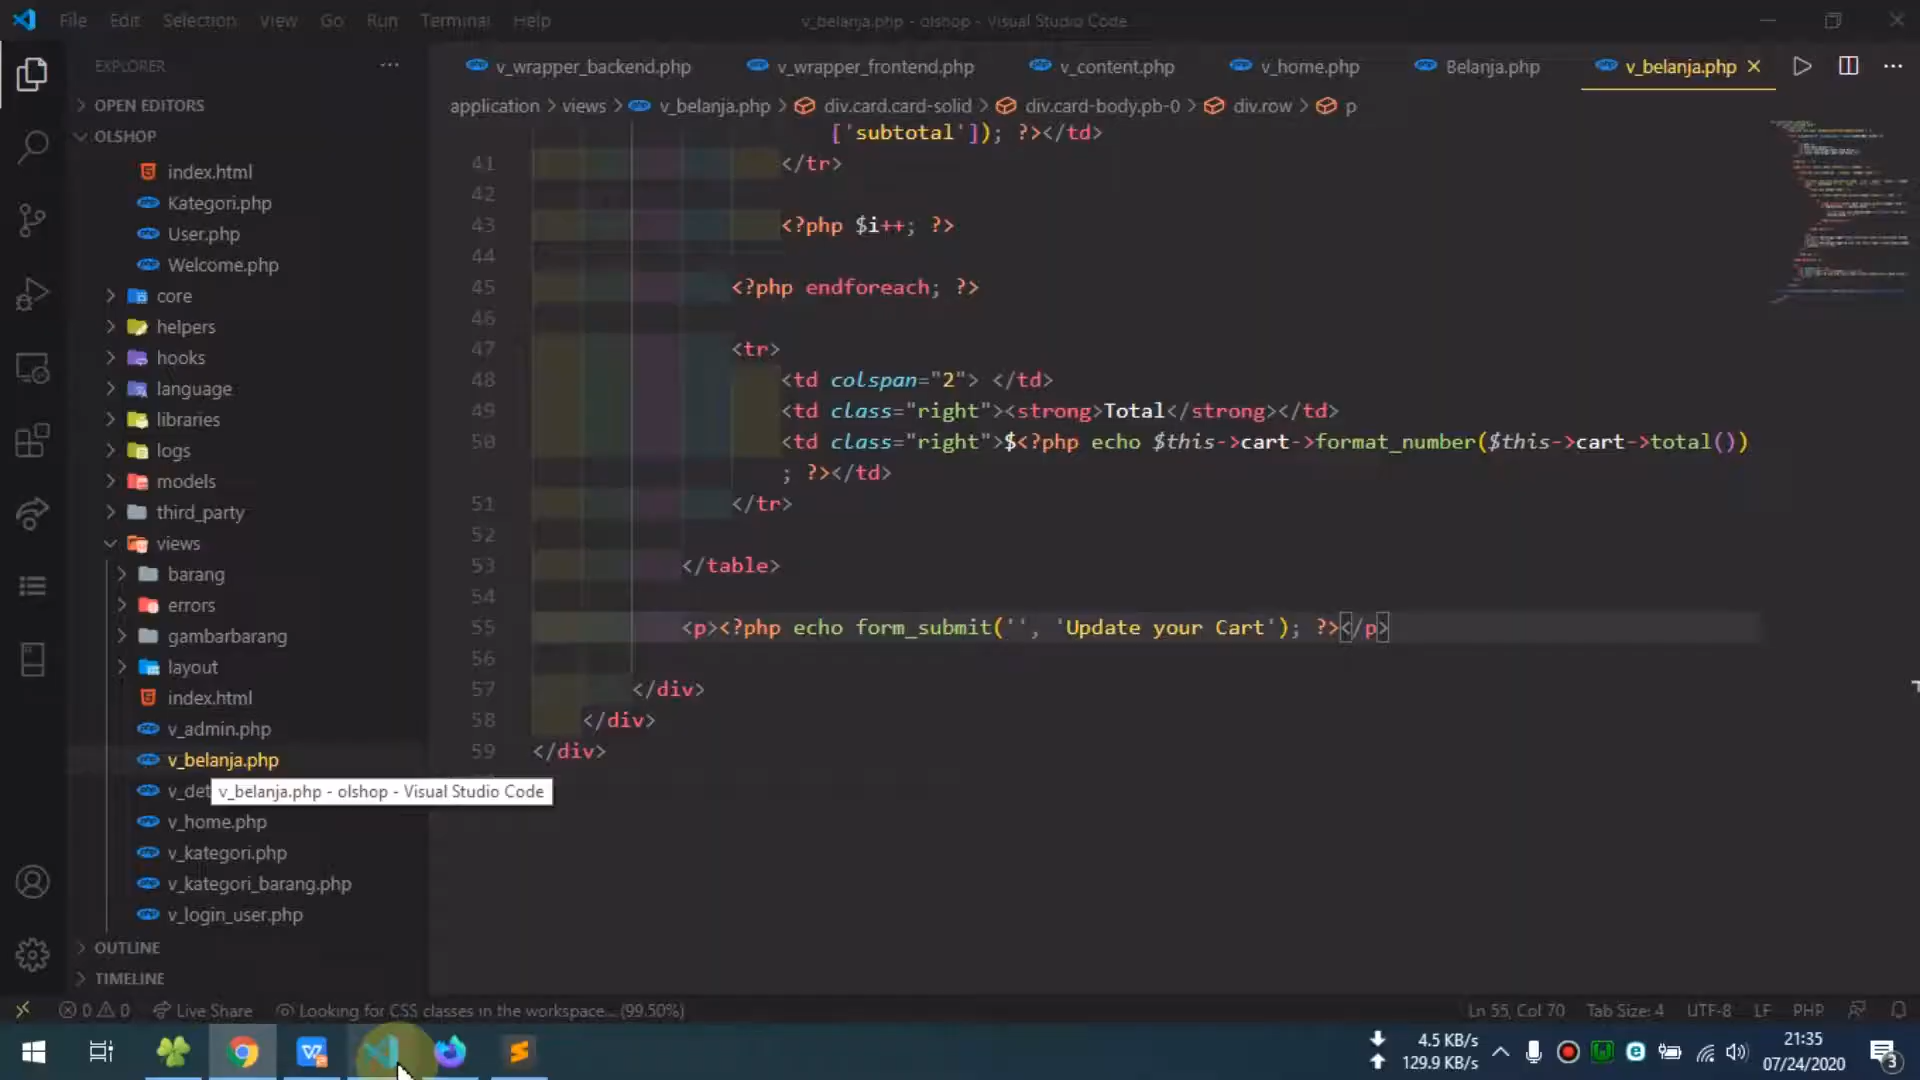 File Edit Selection View Go Run Terminal Help
v_belanja.php - olshop - Visual Studio Code
EXPLORER
OPEN EDITORS
OLSHOP
index.html
Kategori.php
User.php
Welcome.php
core
helpers
hooks
language
libraries
logs
models
third_party
views
barang
errors
gambarbarang
layout
index.html
v_admin.php
v_belanja.php
v_det
v_belanja.php - olshop - Visual Studio Code
v_home.php
v_kategori.php
v_kategori_barang.php
v_login_user.php
OUTLINE
TIMELINE
v_wrapper_backend.php v_wrapper_frontend.php v_content.php v_home.php Belanja.php v_belanja.php
application > views > v_belanja.php > div.card.card-solid > div.card-body.pb-0 > div.row > p
['subtotal']); ?></td>
41 </tr>
42
43 <?php $i++; ?>
44
45 <?php endforeach; ?>
46
47 <tr>
48 <td colspan="2"> </td>
49 <td class="right"><strong>Total</strong></td>
50 <td class="right">$<?php echo $this->cart->format_number($this->cart->total())
; ?></td>
51 </tr>
52
53 </table>
54
55 <p><?php echo form_submit('', 'Update your Cart'); ?></p>
56
57 </div>
58 </div>
59 </div>
0 0 Live Share Looking for CSS classes in the workspace... (99.50%)
Ln 55, Col 70 Tab Size: 4 UTF-8 LF PHP
4.5 KB/s
129.9 KB/s
21:35
07/24/2020
3